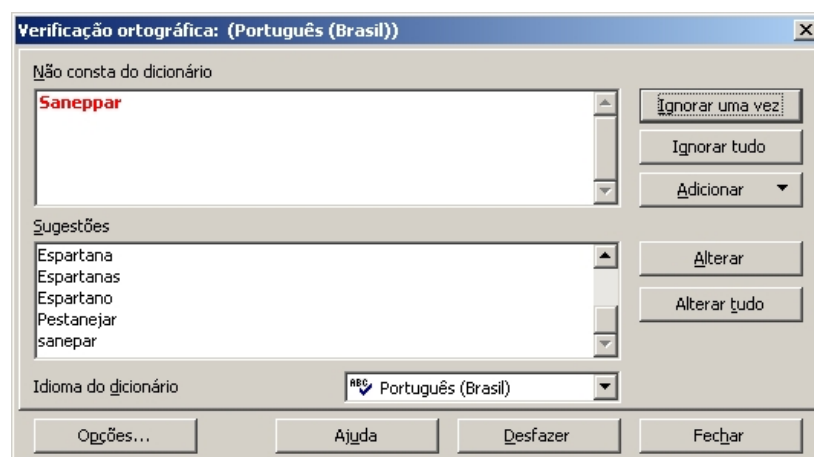 Verificação ortográfica: (Português (Brasil))
Não consta do dicionário
Saneppar
Ignorar uma vez
Ignorar tudo
Adicionar
Sugestões
Espartana
Espartanas
Espartano
Pestanejar
sanepar
Alterar
Alterar tudo
Idioma do dicionário
ABC Português (Brasil)
Opções... Ajuda Desfazer Fechar